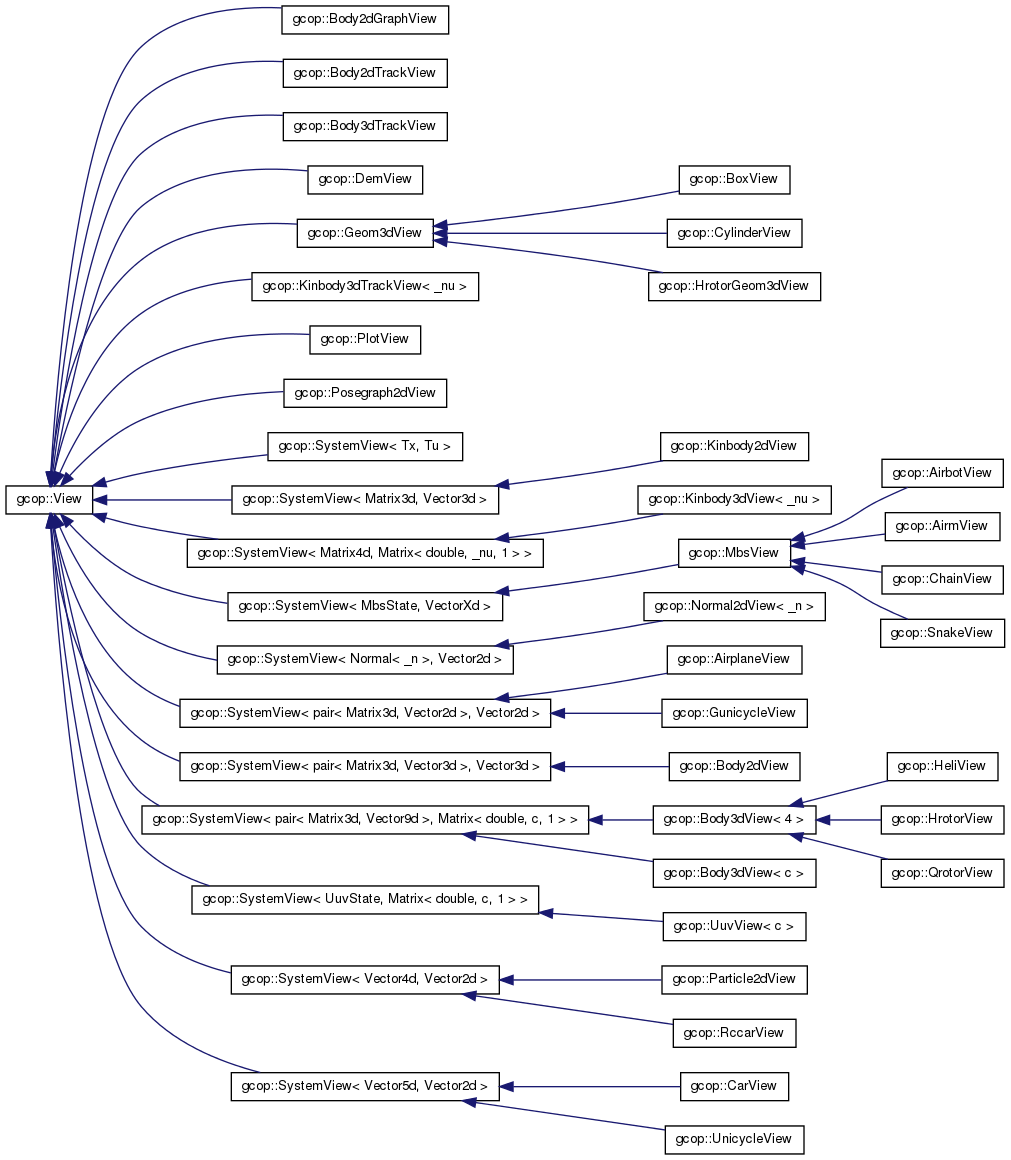 gcop::Body2dGraphView
gcop::Body2dTrackView
gcop::Body3dTrackView
gcop::DemView
gcop::BoxView
gcop::Geom3dView
gcop::CylinderView
gcop::Kinbody3dTrackView< _nu >
gcop::HrotorGeom3dView
gcop::PlotView
gcop::Posegraph2dView
gcop::SystemView< Tx, Tu >
gcop::Kinbody2dView
gcop::AirbotView
gcop::View
gcop::SystemView< Matrix3d, Vector3d >
gcop::Kinbody3dView< _nu >
gcop::AirmView
gcop::SystemView< Matrix4d, Matrix< double, _nu, 1 > >
gcop::MbsView
gcop::ChainView
gcop::SystemView< MbsState, VectorXd >
gcop::Normal2dView< _n >
gcop::SnakeView
gcop::SystemView< Normal< _n >, Vector2d >
gcop::AirplaneView
gcop::SystemView< pair< Matrix3d, Vector2d >, Vector2d >
gcop::GunicycleView
gcop::SystemView< pair< Matrix3d, Vector3d >, Vector3d >
gcop::Body2dView
gcop::HeliView
gcop::SystemView< pair< Matrix3d, Vector9d >, Matrix< double, c, 1 > >
gcop::Body3dView< 4 >
gcop::HrotorView
gcop::Body3dView< c >
gcop::QrotorView
gcop::SystemView< UuvState, Matrix< double, c, 1 > >
gcop::UuvView< c >
gcop::SystemView< Vector4d, Vector2d >
gcop::Particle2dView
gcop::RccarView
gcop::SystemView< Vector5d, Vector2d >
gcop::CarView
gcop::UnicycleView